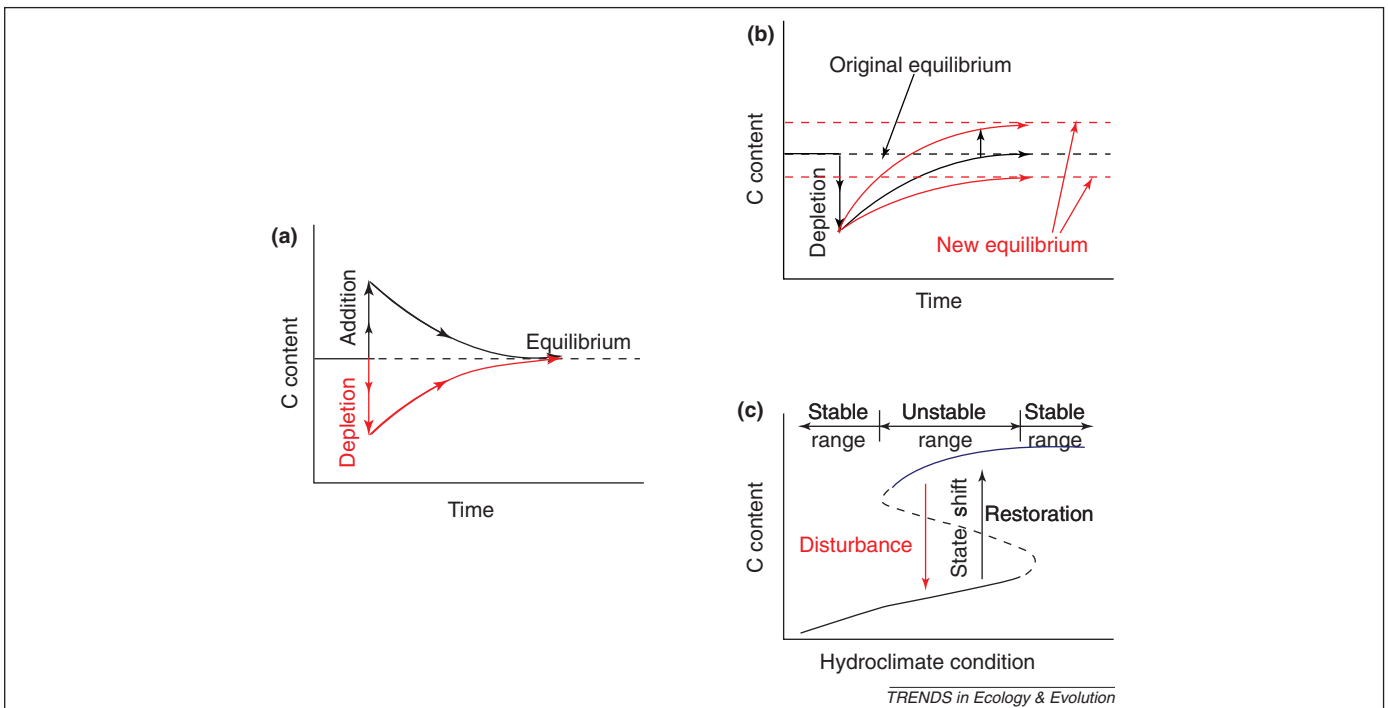 (a)
C content
Addition
Depletion
Equilibrium
Time
(b)
C content
Original equilibrium
Depletion
New equilibrium
Time
(c)
C content
Stable
range
Unstable
range
Stable
range
Disturbance
State shift
Restoration
Hydroclimate condition
TRENDS in Ecology & Evolution